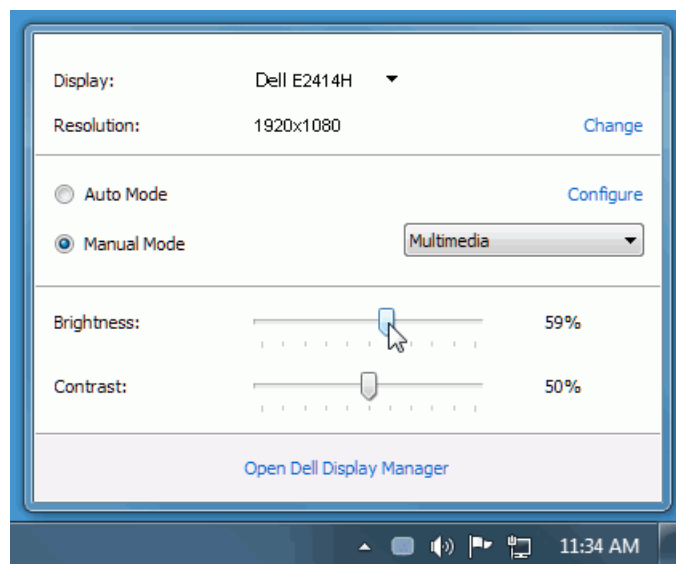 Display: Dell E2414H
Resolution: 1920x1080 Change
Auto Mode Configure
Manual Mode Multimedia
Brightness: 59%
Contrast: 50%
Open Dell Display Manager
11:34 AM